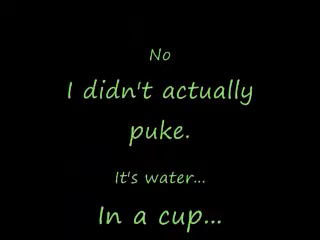 No
I didn't actually
puke.
It's water...
In a cup...